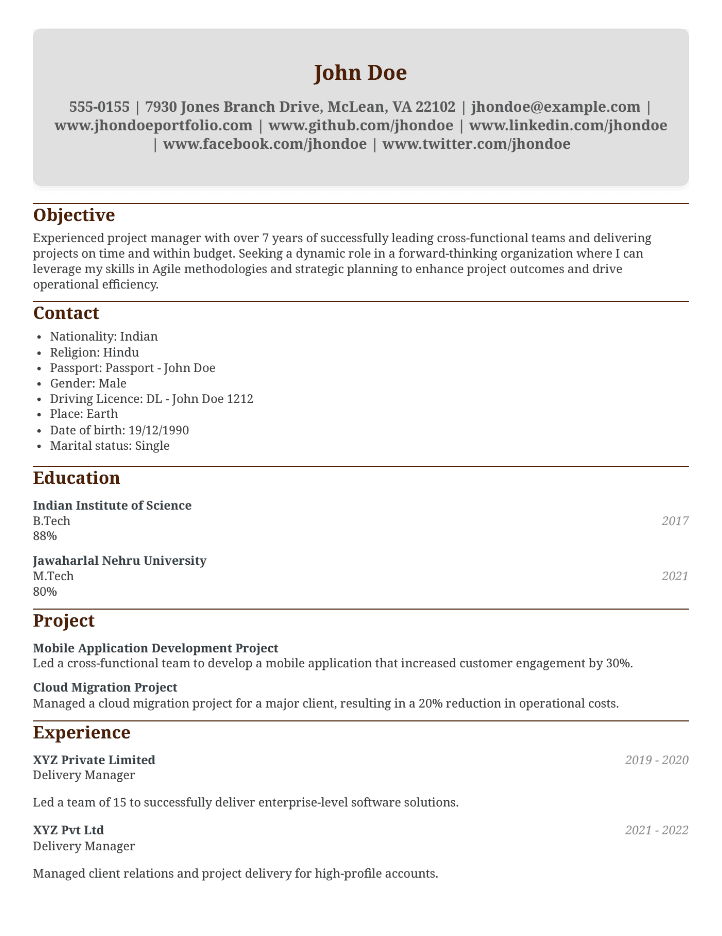 John Doe
555-0155 | 7930 Jones Branch Drive, McLean, VA 22102 | jhondoe@example.com |
www.jhondoeportfolio.com | www.github.com/jhondoe | www.linkedin.com/jhondoe
| www.facebook.com/jhondoe | www.twitter.com/jhondoe
Objective
Experienced project manager with over 7 years of successfully leading cross-functional teams and delivering
projects on time and within budget. Seeking a dynamic role in a forward-thinking organization where I can
leverage my skills in Agile methodologies and strategic planning to enhance project outcomes and drive
operational efficiency.
Contact
• Nationality: Indian
• Religion: Hindu
• Passport: Passport - John Doe
• Gender: Male
• Driving Licence: DL - John Doe 1212
• Place: Earth
• Date of birth: 19/12/1990
• Marital status: Single
Education
Indian Institute of Science
B.Tech 2017
88%
Jawaharlal Nehru University
M.Tech 2021
80%
Project
Mobile Application Development Project
Led a cross-functional team to develop a mobile application that increased customer engagement by 30%.
Cloud Migration Project
Managed a cloud migration project for a major client, resulting in a 20% reduction in operational costs.
Experience
XYZ Private Limited 2019 - 2020
Delivery Manager
Led a team of 15 to successfully deliver enterprise-level software solutions.
XYZ Pvt Ltd 2021 - 2022
Delivery Manager
Managed client relations and project delivery for high-profile accounts.